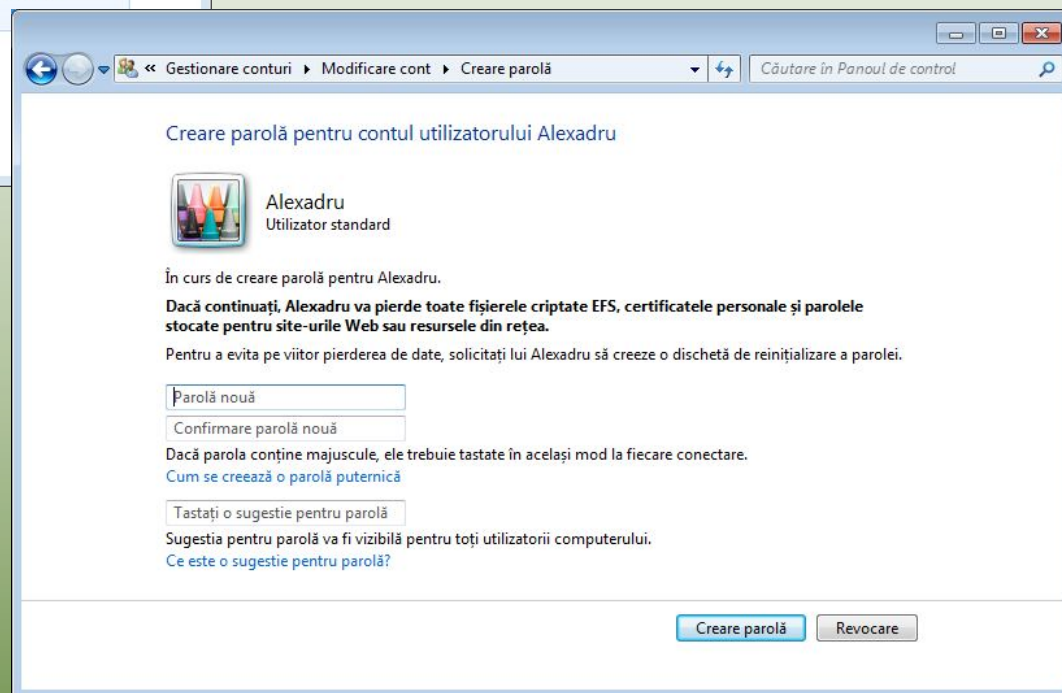 « Gestionare conturi ▸ Modificare cont ▸ Creare parolă
Căutare în Panoul de control
Creare parolă pentru contul utilizatorului Alexadru
Alexadru
Utilizator standard
În curs de creare parolă pentru Alexadru.
Dacă continuați, Alexadru va pierde toate fișierele criptate EFS, certificatele personale și parolele
stocate pentru site-urile Web sau resursele din rețea.
Pentru a evita pe viitor pierderea de date, solicitați lui Alexadru să creeze o dischetă de reinițializare a parolei.
Parolă nouă
Confirmare parolă nouă
Dacă parola conține majuscule, ele trebuie tastate în același mod la fiecare conectare.
Cum se creează o parolă puternică
Tastați o sugestie pentru parolă
Sugestia pentru parolă va fi vizibilă pentru toți utilizatorii computerului.
Ce este o sugestie pentru parolă?
Creare parolă
Revocare